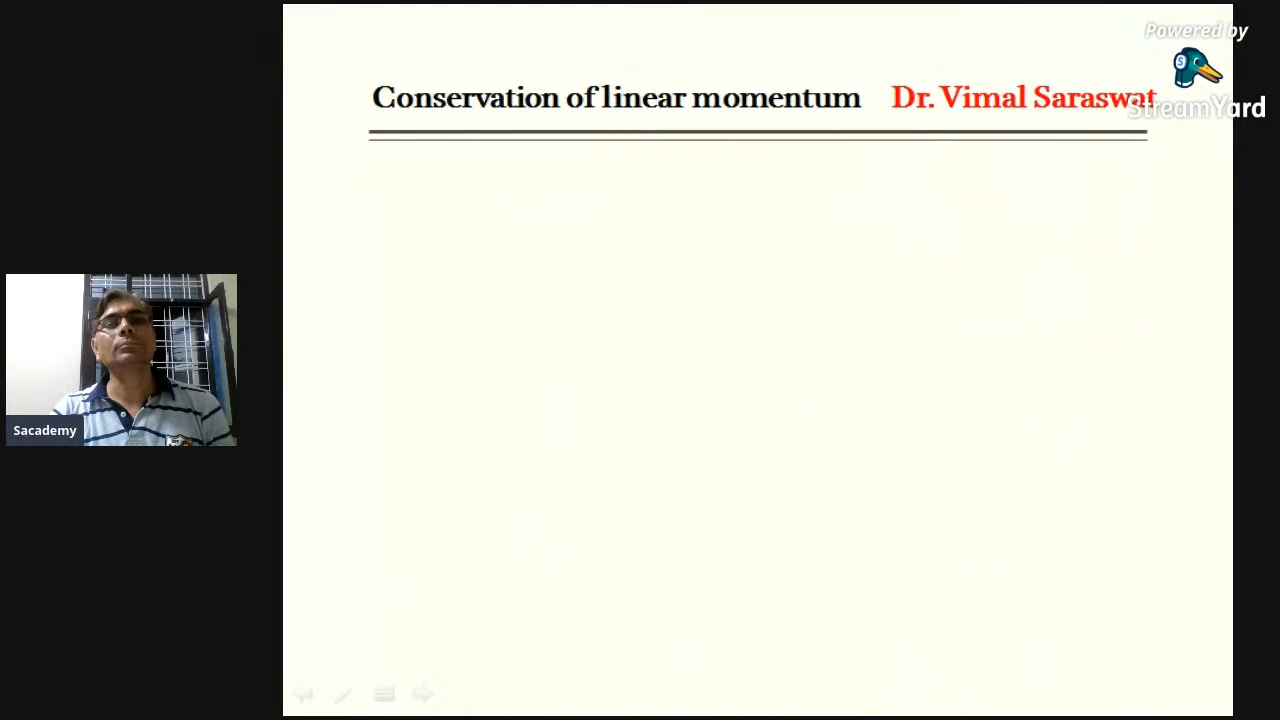 Powered by
StreamYard
Conservation of linear momentum Dr. Vimal Saraswat
Sacademy